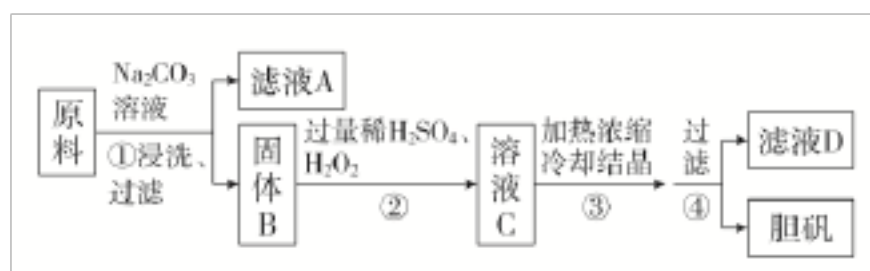 原料
Na₂CO₃
溶液
①浸洗、
过滤
滤液A
固体B
过量稀H₂SO₄、
H₂O₂
②
溶液C
加热浓缩
冷却结晶
③
过滤
④
滤液D
胆矾